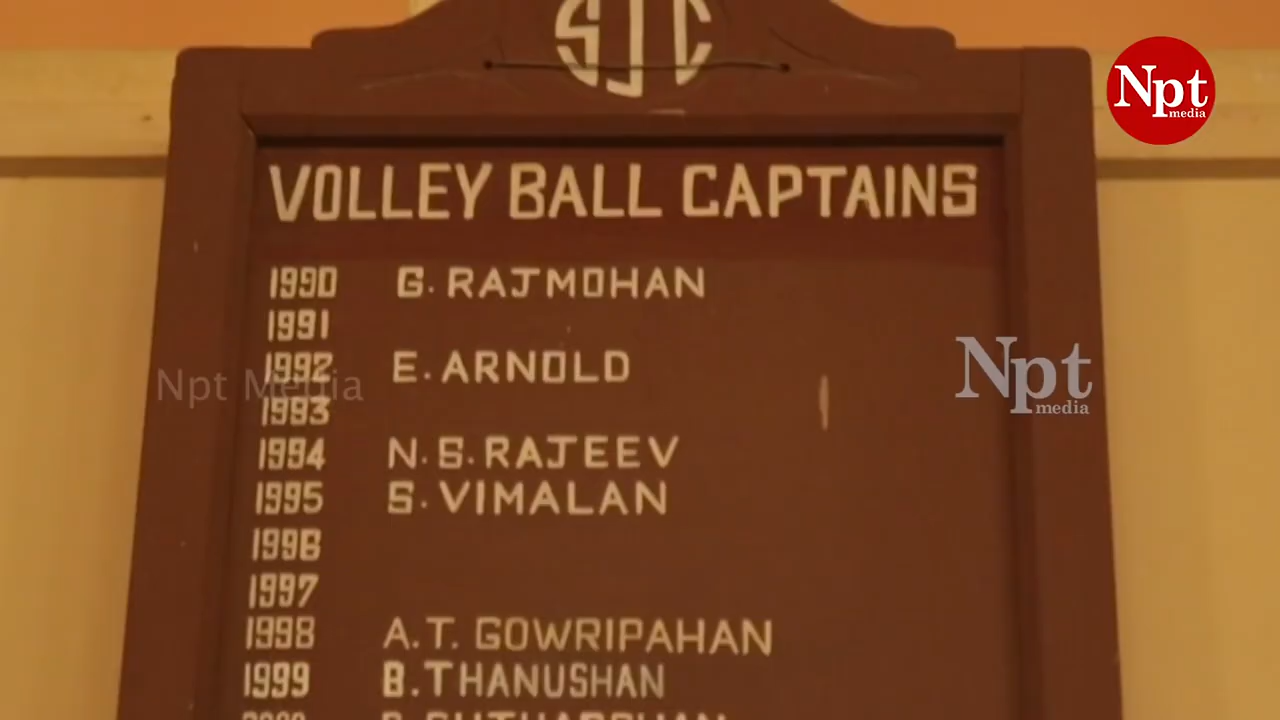 SJC
Npt
media
VOLLEY BALL CAPTAINS
1990 G. RAJMOHAN
1991
1992 E. ARNOLD
Npt Media
Npt
media
1993
1994 N. S. RAJEEV
1995 S. VIMALAN
1996
1997
1998 A.T. GOWRIPAHAN
1999 B. THANUSHAN
2000